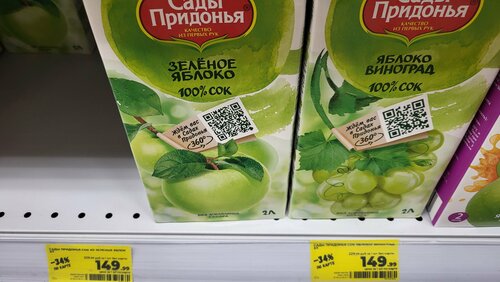 Сады
Придонья
КАЧЕСТВО
ИЗ ПЕРВЫХ РУК
ЗЕЛЁНОЕ
ЯБЛОКО
100% СОК
Ждём вас
в Садах
Придонья
360°
2Л
Сады
Придонья
КАЧЕСТВО
ИЗ ПЕРВЫХ РУК
ЯБЛОКО
ВИНОГРАД
100% СОК
Ждём вас
в Садах
Придонья
360°
2Л
2
-34%
ПО КАРТЕ
149.99
-34%
ПО КАРТЕ
149.99